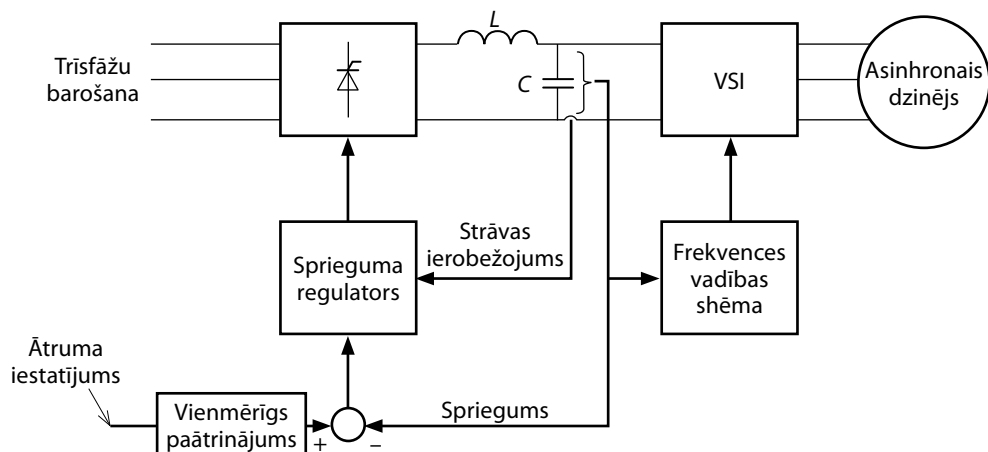 L
Trīsfāžu
barošana
C
VSI
Asinhronais
dzinējs
Strāvas
ierobežojums
Sprieguma
regulators
Frekvences
vadības
shēma
Ātruma
iestatījums
Vienmērīgs
paātrinājums
+
−
Spriegums